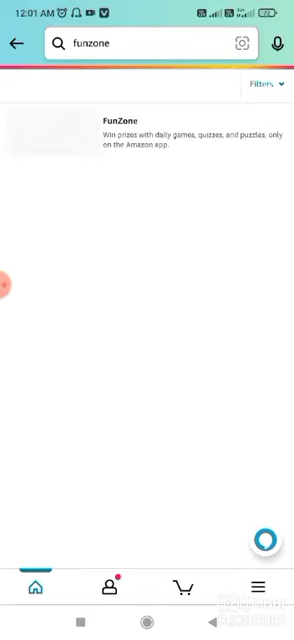 12:01 AM
funzone
Filters
FunZone
Win prizes with daily games, quizzes, and puzzles, only
on the Amazon app.